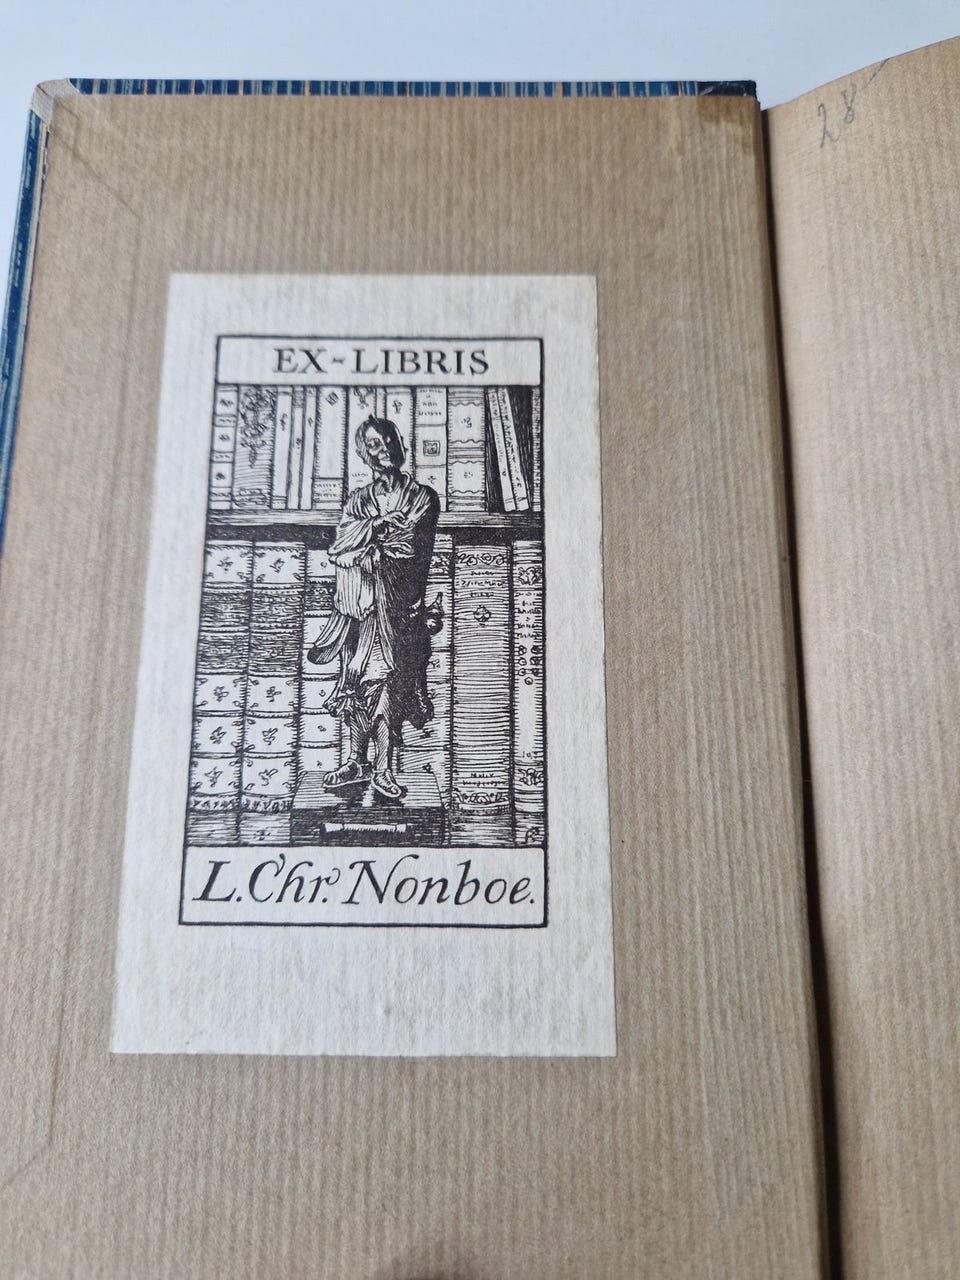 28
EX-LIBRIS
L. Chr. Nonboe.